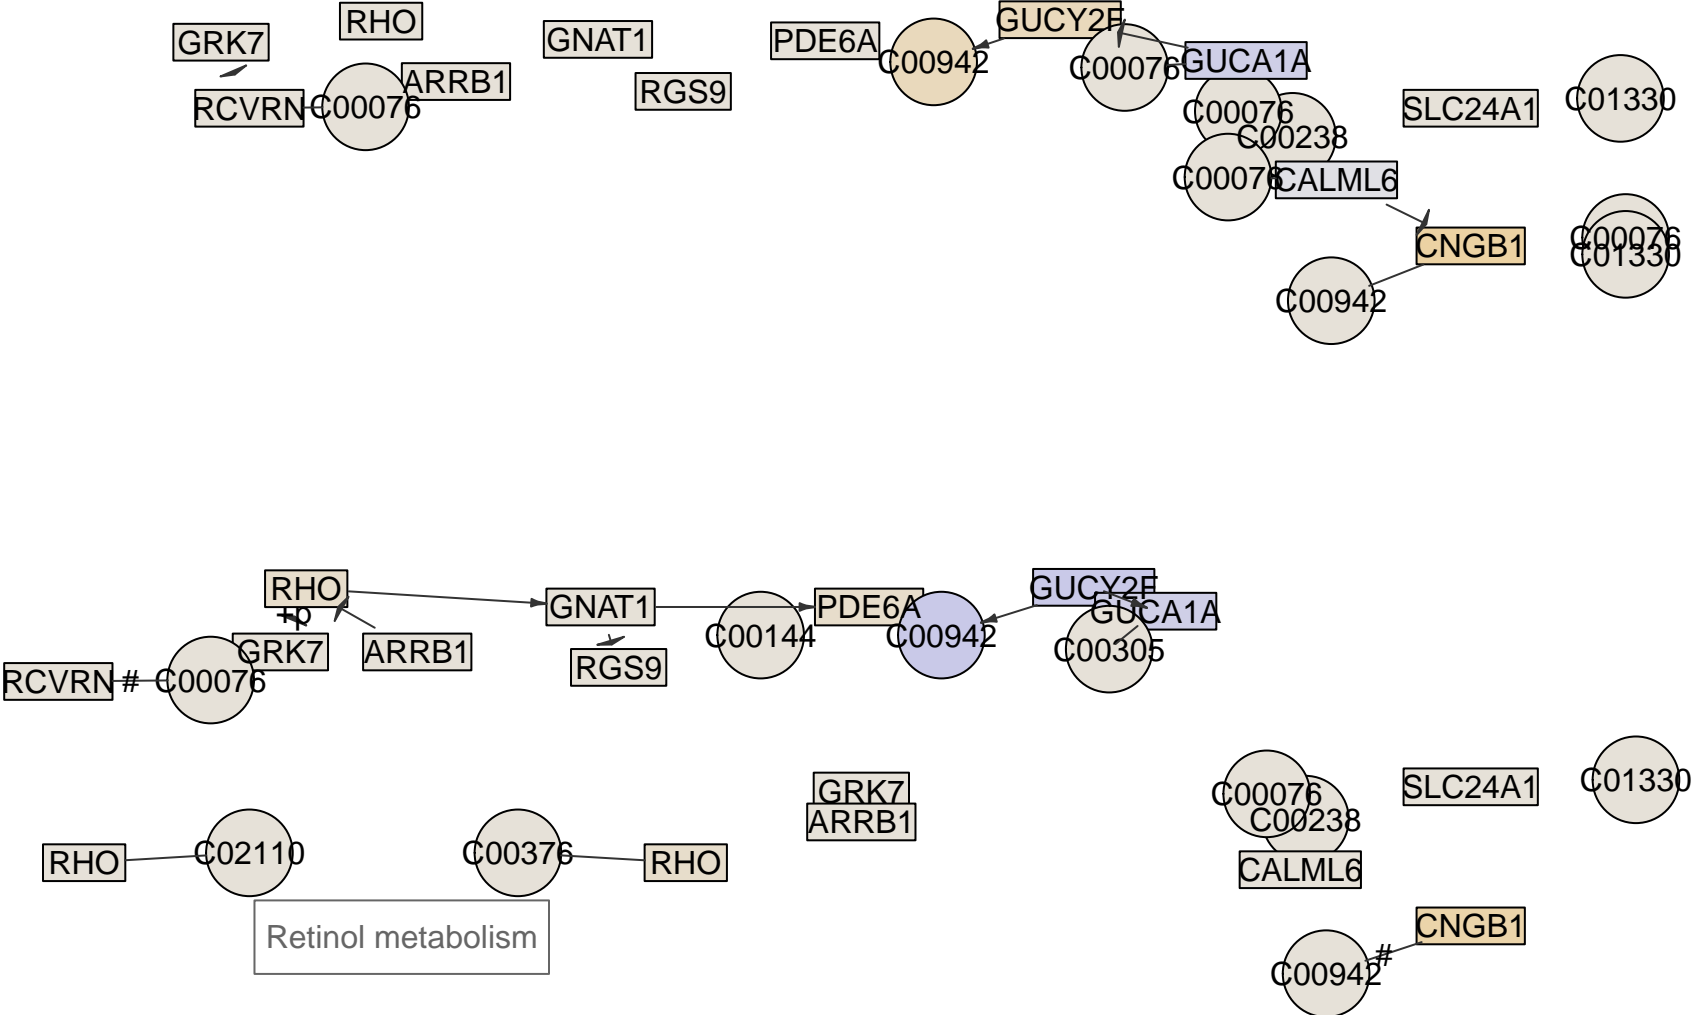 RHO
GRK7
GNAT1
PDE6A
GUCY2F
C00942
C00076
GUCA1A
ARRB1
RGS9
RCVRN
C00076
C00076
C00238
SLC24A1
C01330
C00076
CALML6
CNGB1
C00076
C01330
C00942
RHO
+p
GNAT1
PDE6A
GUCY2F
GUCA1A
GRK7
ARRB1
RGS9
C00144
C00942
C00305
RCVRN
#
C00076
GRK7
ARRB1
C00076
C00238
SLC24A1
C01330
RHO
C02110
C00376
RHO
CALML6
Retinol metabolism
CNGB1
#
C00942